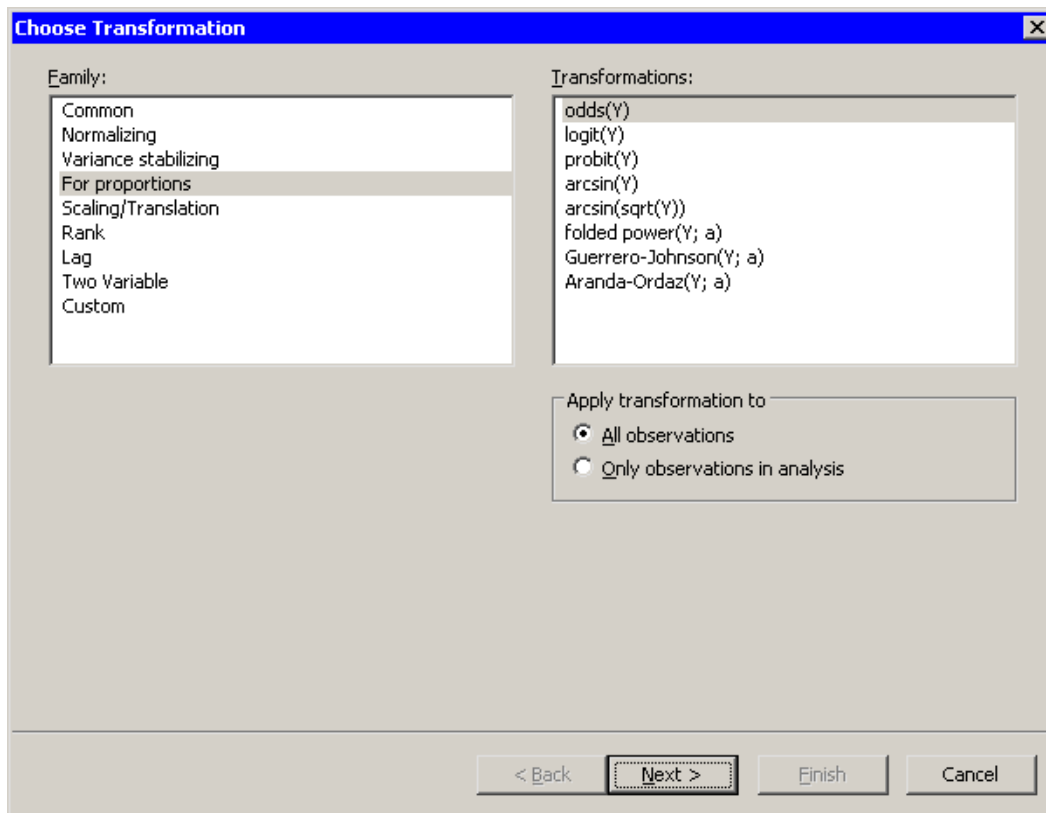 Choose Transformation
Family:
Common
Normalizing
Variance stabilizing
For proportions
Scaling/Translation
Rank
Lag
Two Variable
Custom
Transformations:
odds(Y)
logit(Y)
probit(Y)
arcsin(Y)
arcsin(sqrt(Y))
folded power(Y; a)
Guerrero-Johnson(Y; a)
Aranda-Ordaz(Y; a)
Apply transformation to
All observations
Only observations in analysis
< Back
Next >
Finish
Cancel